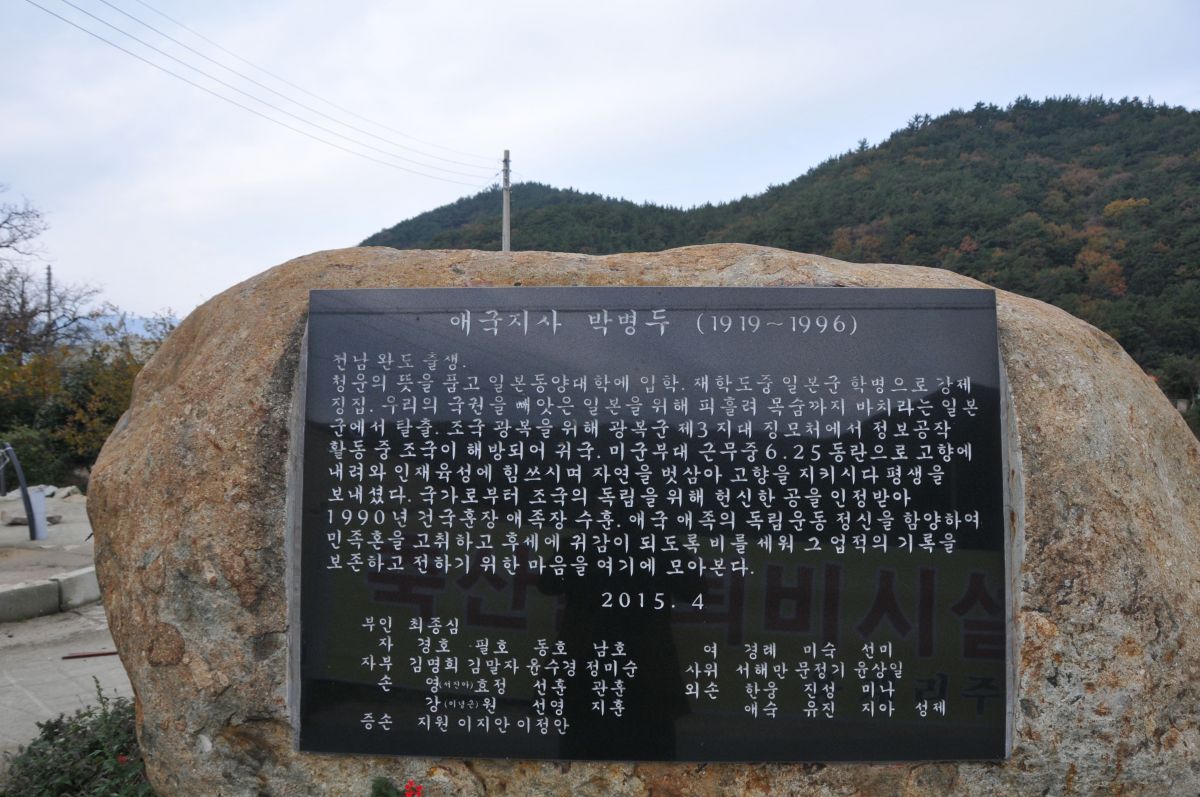 애국지사 박병두 (1919~1996)
전남 완도 출생.
청운의 뜻을 품고 일본동양대학에 입학. 재학도중일본군 학병으로 강제
징집. 우리의 국권을 빼앗은 일본을 위해 피흘려 목숨까지 바치라는 일본
군에서 탈출. 조국 광복을 위해 광복군 제3지대 징모처에서 정보공작
활동중 조국이 해방되어 귀국. 미군부대 근무중6.25동란으로 고향에
내려와 인재육성에 힘쓰시며 자연을 벗삼아 고향을 지키시다 평생을
보내셨다. 국가로부터 조국의 독립을 위해 헌신한 공을 인정받아
1990년 건국훈장 애족장 수훈. 애국 애족의 독립운동 정신을 함양하여
민족혼을 고취하고 후세에 귀감이 되도록 비를 세워 그 업적의 기록을
보존하고 전하기 위한 마음을 여기에 모아본다.
2015. 4
부인 최종심
자 경호 필호 동호 남호 여 경례 미숙 선미
자부 김명희 김말자 윤수경 정미순 사위 서해만 문정기 윤상일
손 영 효정 선훈 관훈 외손 한웅 진성 미나
강 원 선영 지훈 애숙 유진 지아 성제
증손 지원 이지안 이정안